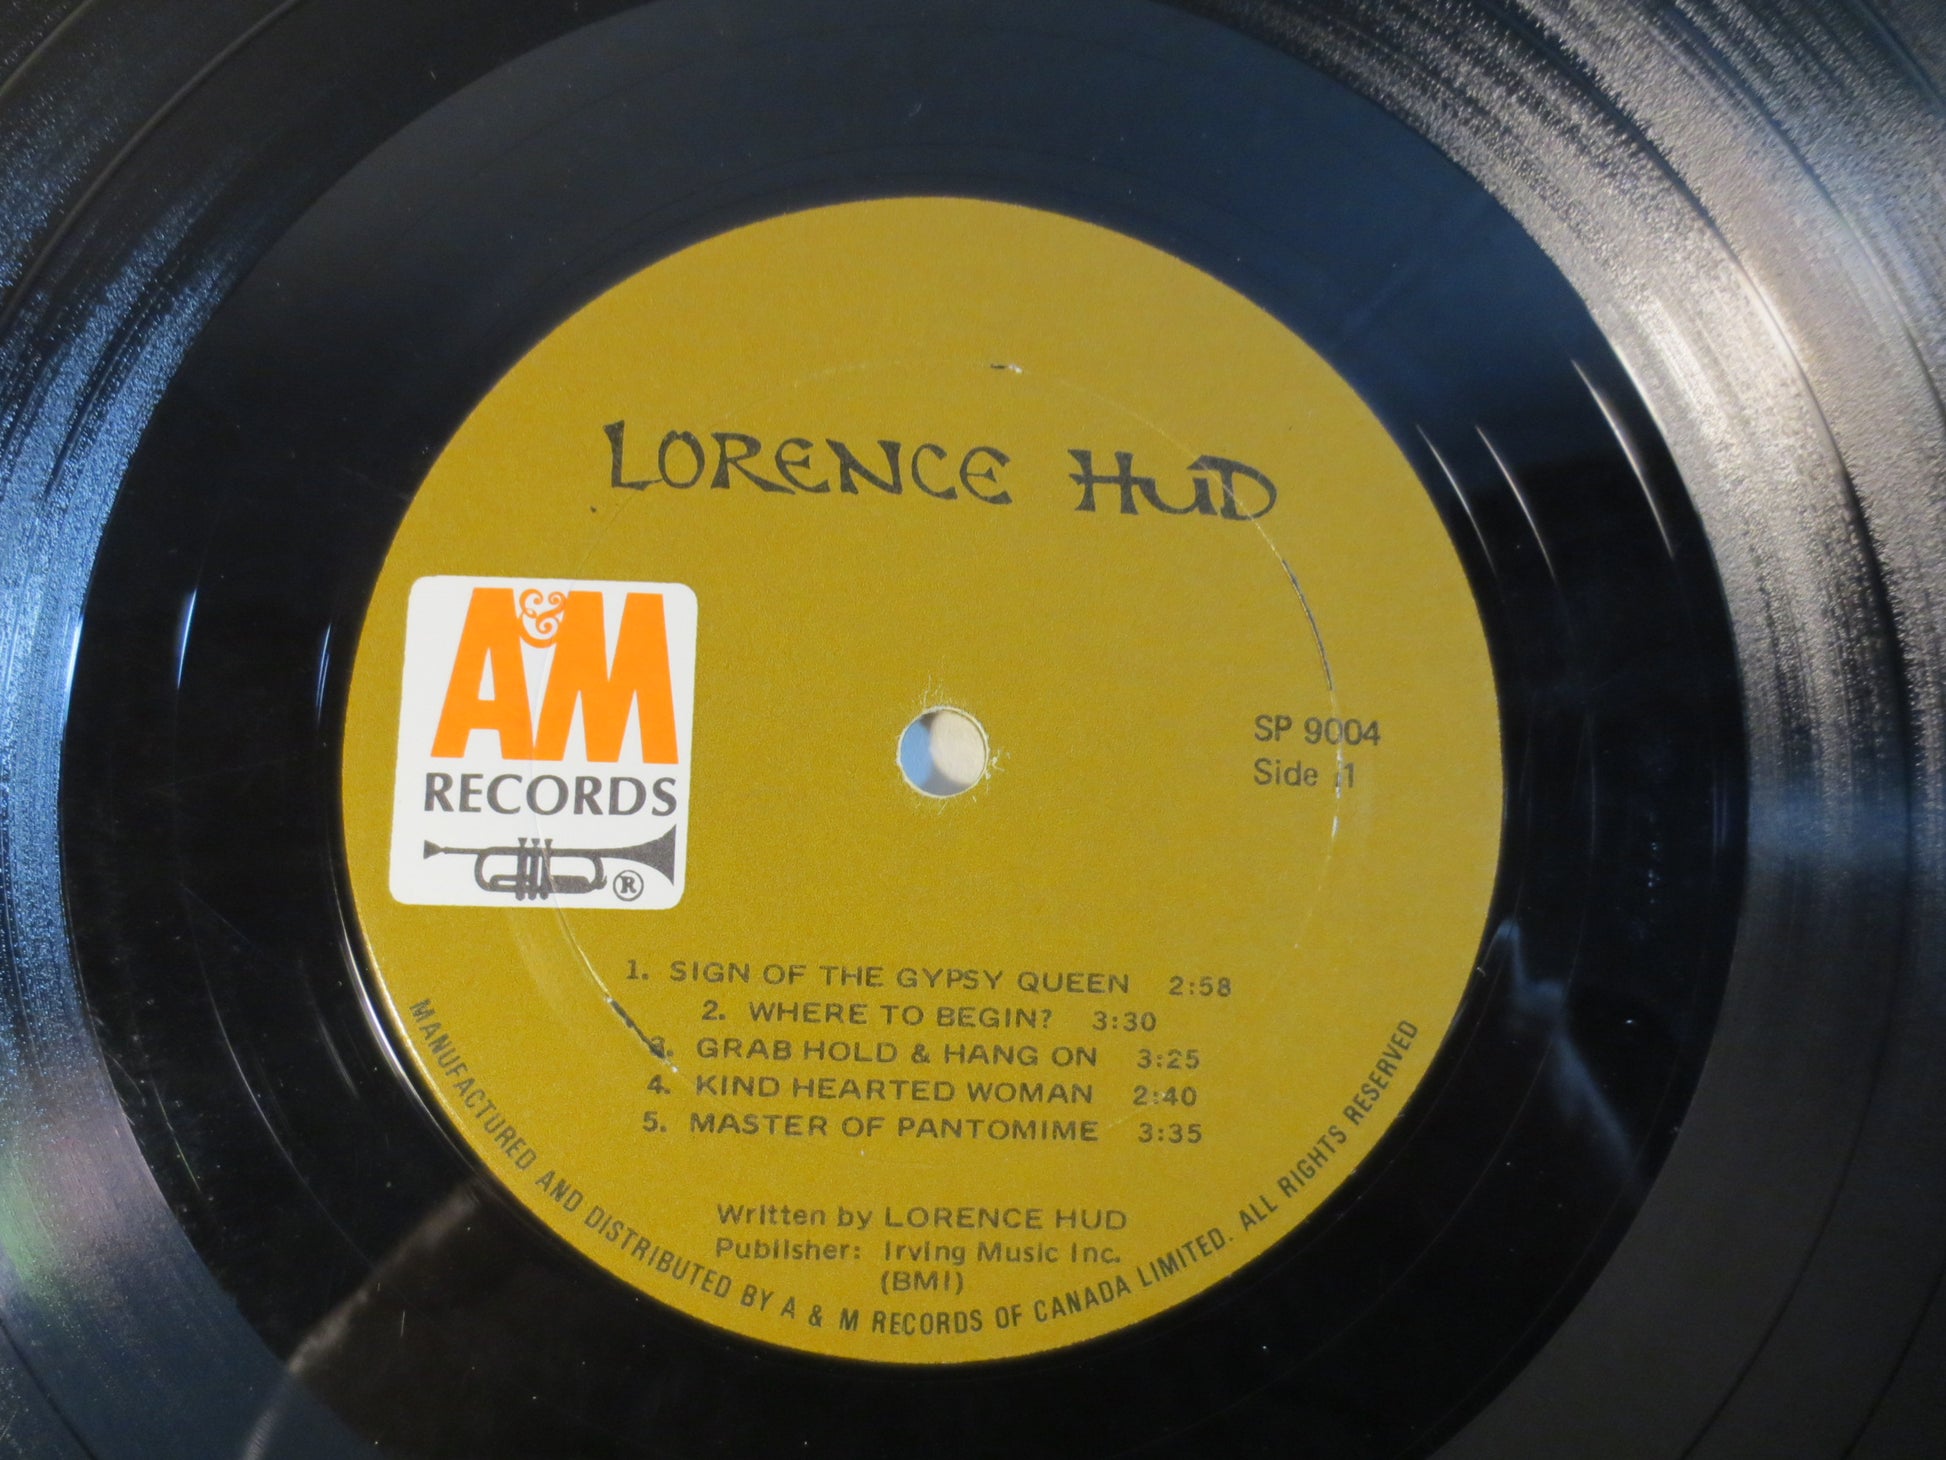 LORENCE HUD
A&M
RECORDS
®
SP 9004
Side 1
1. SIGN OF THE GYPSY QUEEN 2:58
2. WHERE TO BEGIN? 3:30
3. GRAB HOLD & HANG ON 3:25
4. KIND HEARTED WOMAN 2:40
5. MASTER OF PANTOMIME 3:35
Written by LORENCE HUD
Publisher: Irving Music Inc.
(BMI)
MANUFACTURED AND DISTRIBUTED BY A & M RECORDS OF CANADA LIMITED. ALL RIGHTS RESERVED